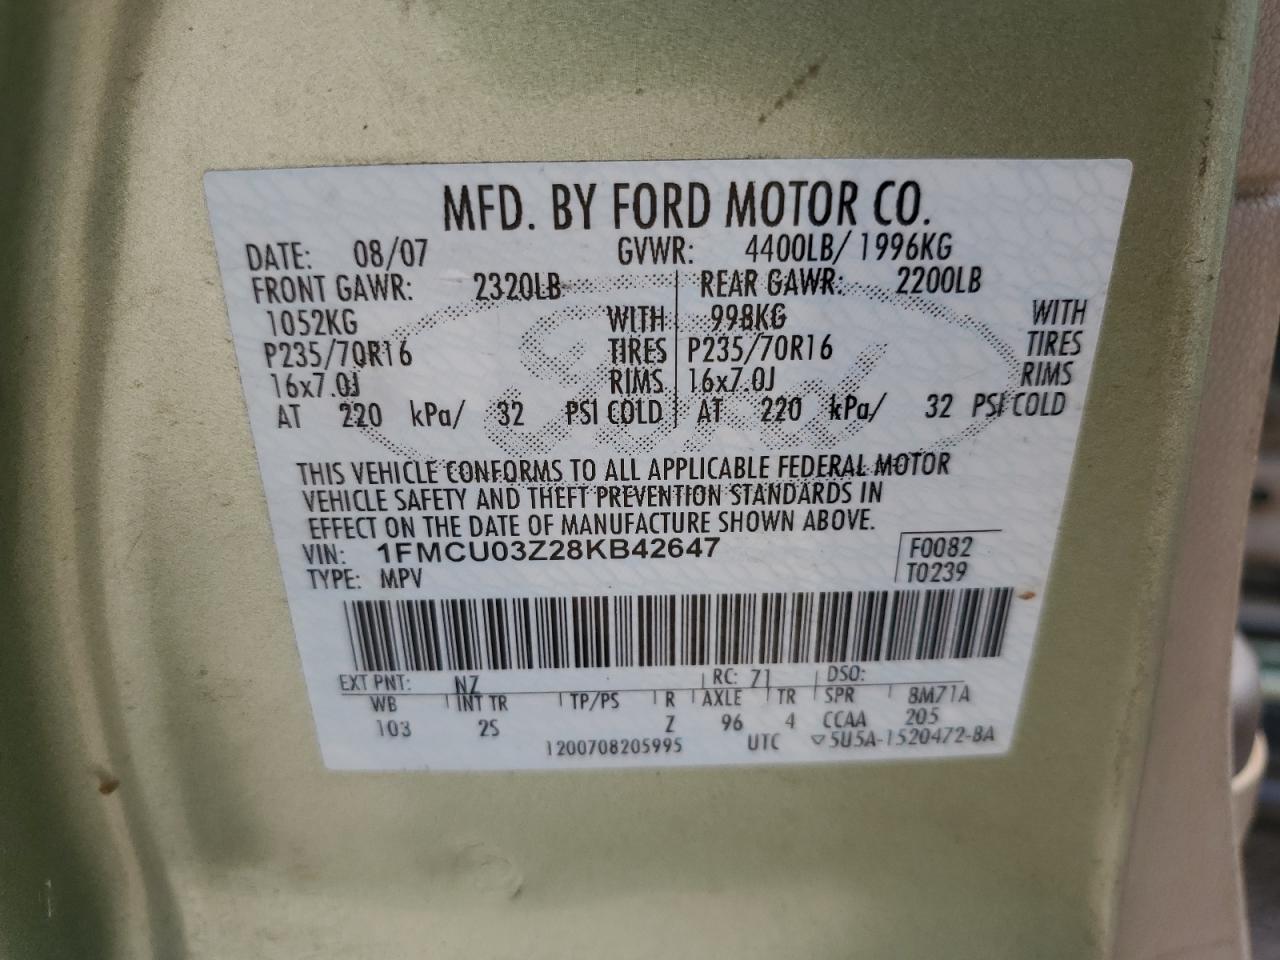 MFD. BY FORD MOTOR CO.
DATE: 08/07 GVWR: 4400LB/ 1996KG
FRONT GAWR: 2320LB REAR GAWR: 2200LB
1052KG WITH 998KG WITH
P235/70R16 TIRES P235/70R16 TIRES
16x7.0J RIMS 16x7.0J RIMS
AT 220 kPa/ 32 PSI COLD AT 220 kPa/ 32 PSI COLD
Ford
THIS VEHICLE CONFORMS TO ALL APPLICABLE FEDERAL MOTOR
VEHICLE SAFETY AND THEFT PREVENTION STANDARDS IN
EFFECT ON THE DATE OF MANUFACTURE SHOWN ABOVE.
VIN: 1FMCU03Z28KB42647 F0082
TYPE: MPV T0239
EXT PNT: NZ RC: 71 DSO:
WB INT TR TP/PS R AXLE TR SPR 8M71A
103 2S Z 96 4 CCAA 205
1200708205995 UTC ▽5U5A-1520472-BA